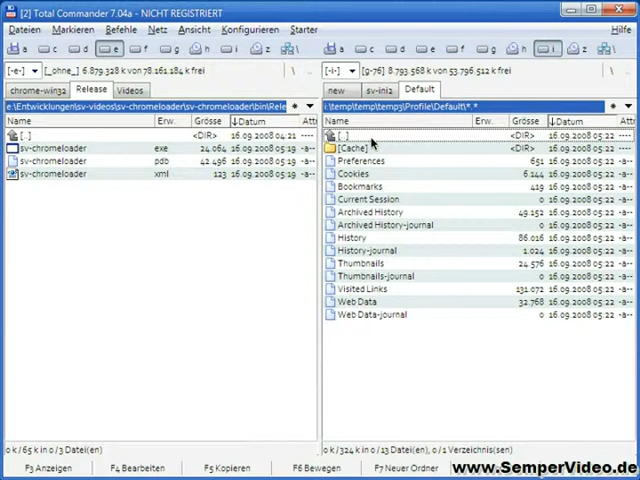 [2] Total Commander 7.04a - NICHT REGISTRIERT
Dateien Markieren Befehle Netz Ansicht Konfigurieren Starter Hilfe
a c d e f g h i z \ a c d e f g h i z \
[-e-] [_ohne_] 6.879.328 k von 78.161.184 k frei \ .. [-i-] [g-76] 8.793.568 k von 53.796.512 k frei \ ..
chrome-win32 Release Videos new sv-ini2 Default
e:\Entwicklungen\sv-videos\sv-chromeloader\sv-chromeloader\bin\Rele i:\temp\temp\temp3\Profile\Default\*.*
Name Erw. Grösse ↓Datum Attr Name Erw. Grösse ↓Datum Attr
[..] <DIR> 16.09.2008 04:21 ---- [..] <DIR> 16.09.2008 05:22 ----
sv-chromeloader exe 24.064 16.09.2008 05:19 -a-- [Cache] <DIR> 16.09.2008 05:22 ----
sv-chromeloader pdb 42.496 16.09.2008 05:19 -a-- Preferences 651 16.09.2008 05:22 -a--
sv-chromeloader xml 123 16.09.2008 05:19 -a-- Cookies 6.144 16.09.2008 05:22 -a--
Bookmarks 419 16.09.2008 05:22 -a--
Current Session 0 16.09.2008 05:22 -a--
Archived History 49.152 16.09.2008 05:22 -a--
Archived History-journal 0 16.09.2008 05:22 -a--
History 86.016 16.09.2008 05:22 -a--
History-journal 1.024 16.09.2008 05:22 -a--
Thumbnails 24.576 16.09.2008 05:22 -a--
Thumbnails-journal 0 16.09.2008 05:22 -a--
Visited Links 131.072 16.09.2008 05:22 -a--
Web Data 32.768 16.09.2008 05:22 -a--
Web Data-journal 0 16.09.2008 05:22 -a--
0 k / 65 k in 0 / 3 Datei(en) 0 k / 324 k in 0 / 13 Datei(en), 0 / 1 Verzeichnis(sen)
F3 Anzeigen F4 Bearbeiten F5 Kopieren F6 Bewegen F7 Neuer Ordner
www.SemperVideo.de